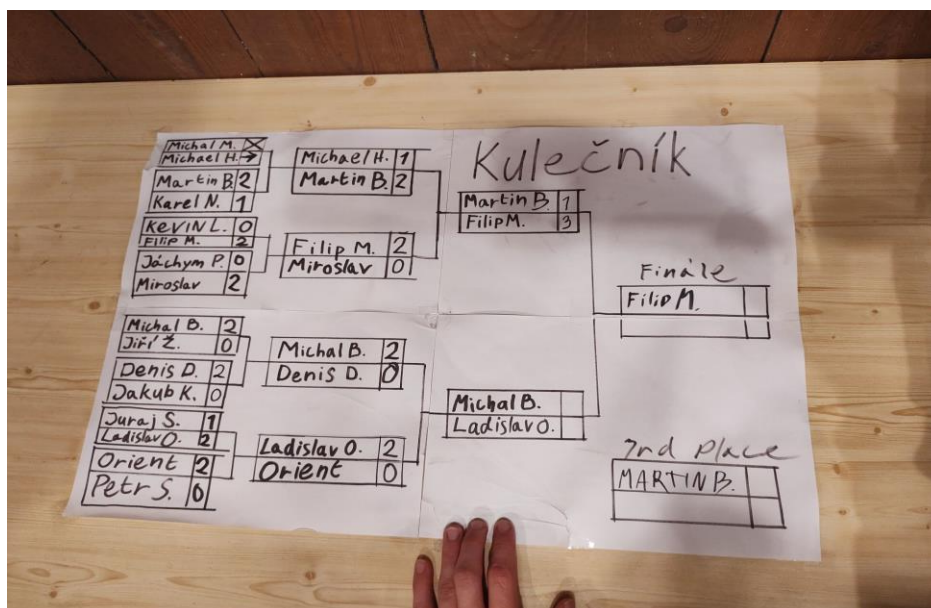 Kulečník
Michal M. X
Michael H. →
Martin B. 2
Karel N. 1
KEVIN L. 0
FILIP M. 2
Jáchym P. 0
Miroslav 2
Michal B. 2
Jiří Ž. 0
Denis D. 2
Jakub K. 0
Juraj S. 1
Ladislav O. 2
Orient 2
Petr S. 0
Michael H. 1
Martin B. 2
Filip M. 2
Miroslav 0
Michal B. 2
Denis D. 0
Ladislav O. 2
Orient 0
Martin B. 1
Filip M. 3
Michal B.
Ladislav O.
Finále
Filip M.
3rd Place
MARTIN B.